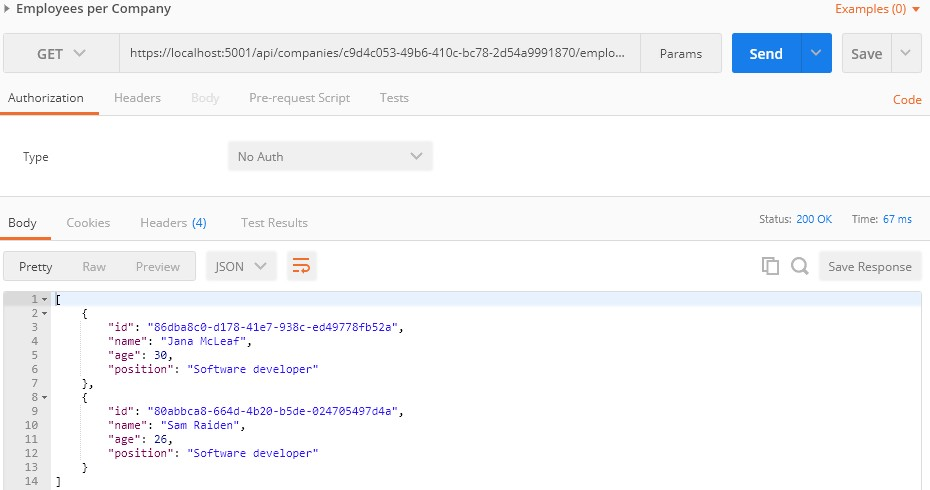 Employees per Company
Examples (0)
GET
https://localhost:5001/api/companies/c9d4c053-49b6-410c-bc78-2d54a9991870/emplo...
Params
Send
Save
Authorization
Headers
Body
Pre-request Script
Tests
Code
Type
No Auth
Body
Cookies
Headers (4)
Test Results
Status: 200 OK
Time: 67 ms
Pretty
Raw
Preview
JSON
Save Response
1 [
2 {
3 "id": "86dba8c0-d178-41e7-938c-ed49778fb52a",
4 "name": "Jana McLeaf",
5 "age": 30,
6 "position": "Software developer"
7 },
8 {
9 "id": "80abbca8-664d-4b20-b5de-024705497d4a",
10 "name": "Sam Raiden",
11 "age": 26,
12 "position": "Software developer"
13 }
14 ]